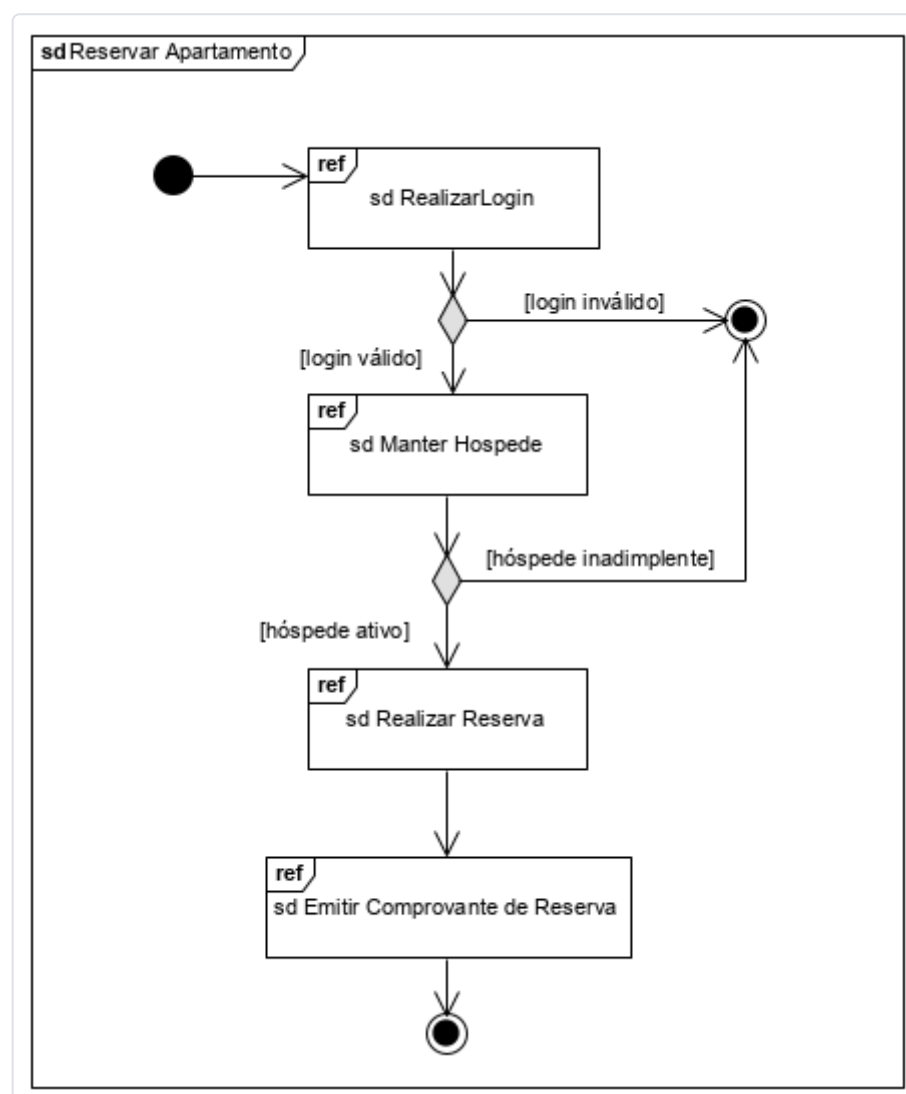 sd Reservar Apartamento
ref
sd RealizarLogin
[login inválido]
[login válido]
ref
sd Manter Hospede
[hóspede inadimplente]
[hóspede ativo]
ref
sd Realizar Reserva
ref
sd Emitir Comprovante de Reserva